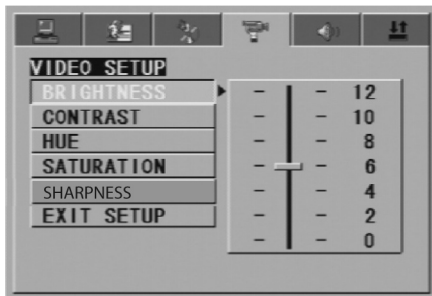 VIDEO SETUP
BRIGHTNESS
CONTRAST
HUE
SATURATION
SHARPNESS
EXIT SETUP
12
10
8
6
4
2
0